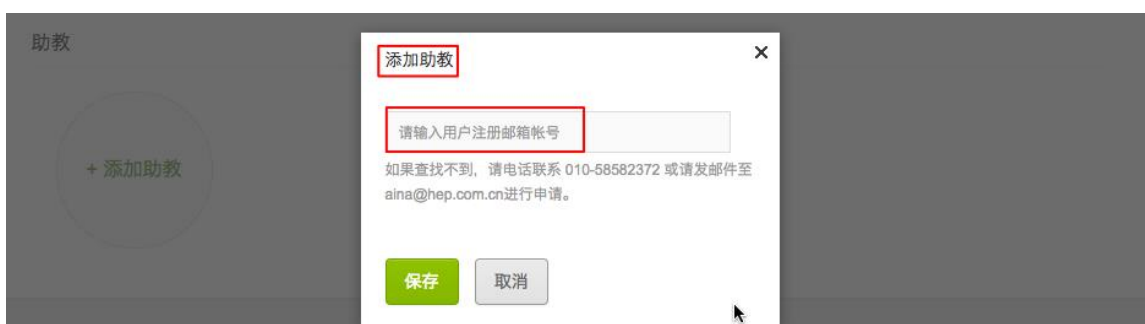 助教
添加助教
请输入用户注册邮箱帐号
+ 添加助教
如果查找不到，请电话联系 010-58582372 或请发邮件至
aina@hep.com.cn进行申请。
保存
取消